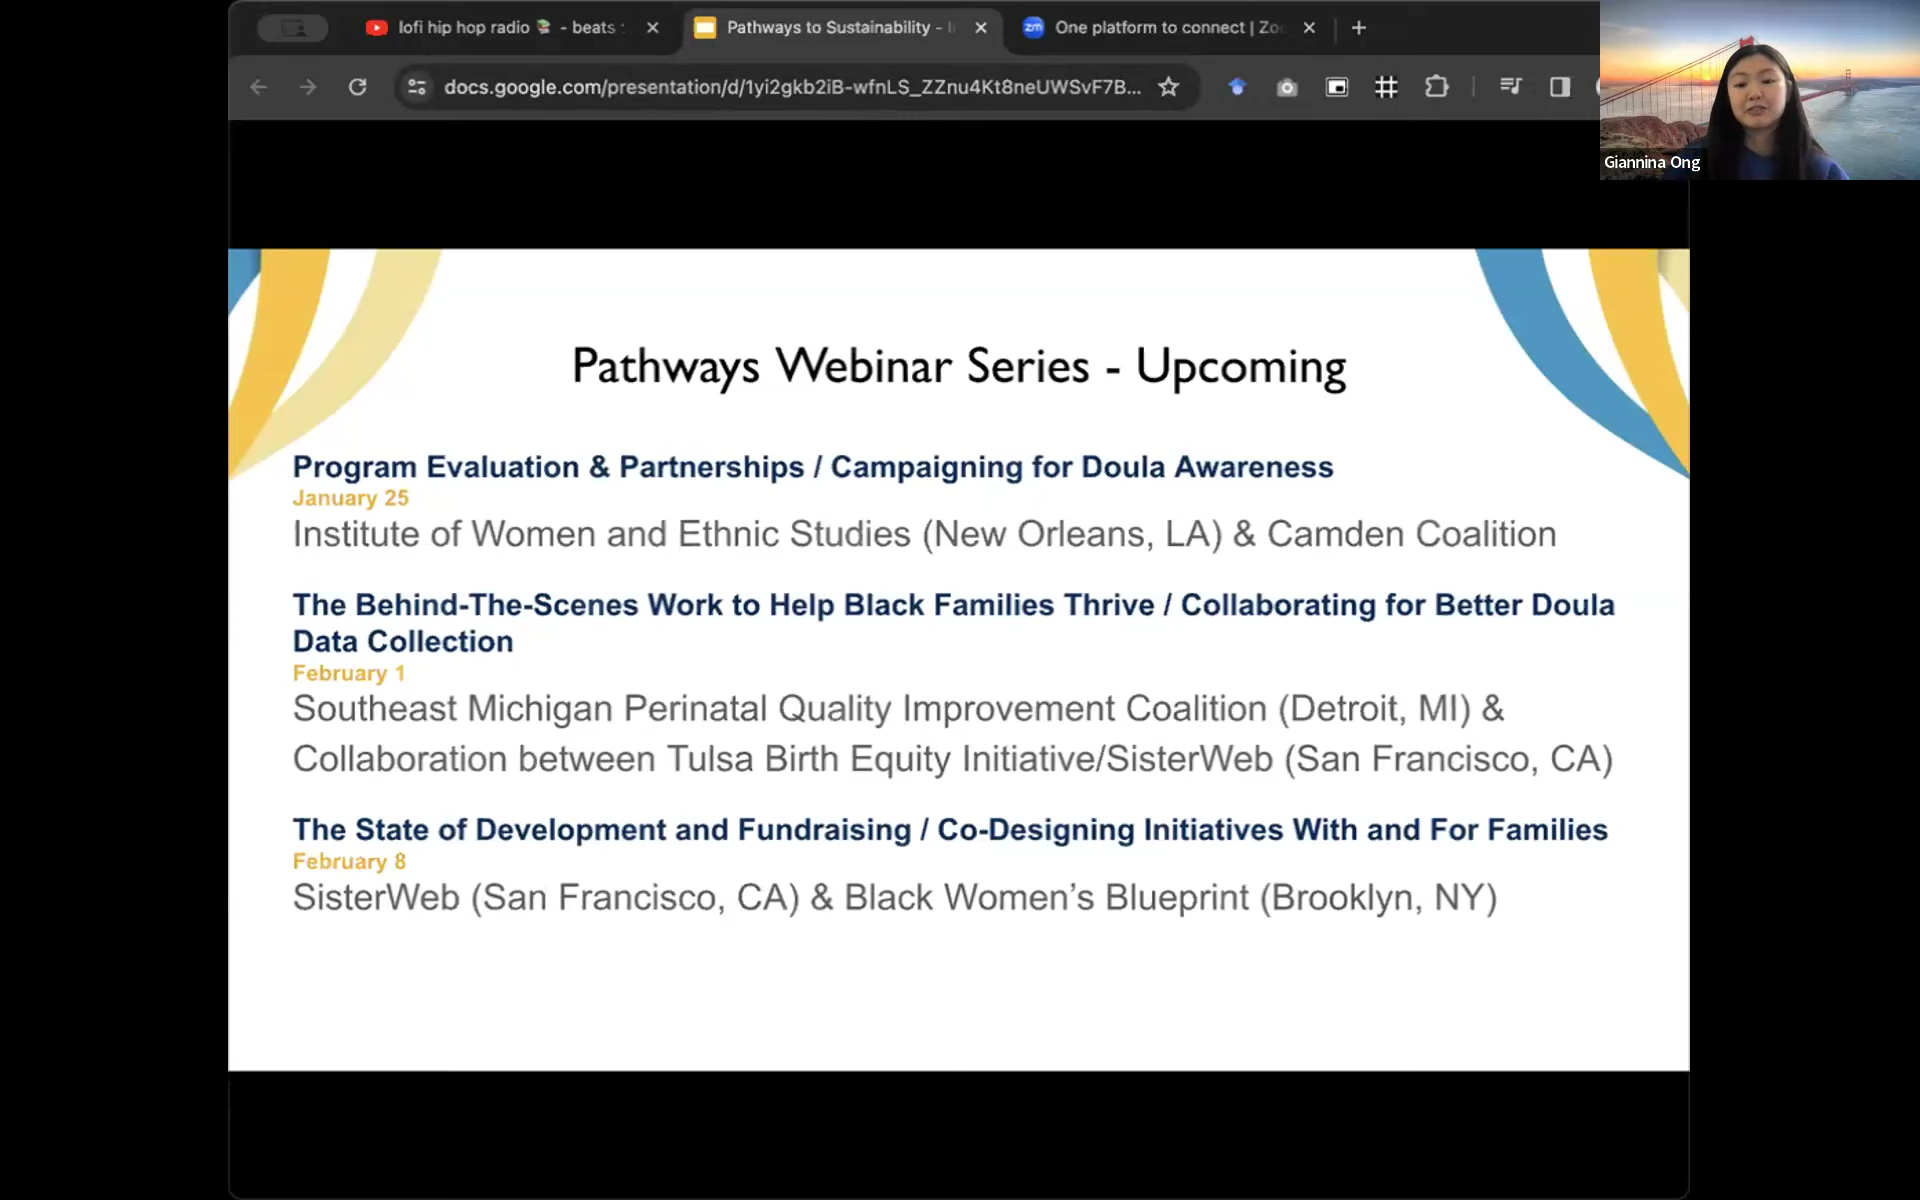 lofi hip hop radio 📚 - beats
Pathways to Sustainability -
One platform to connect | Zo
docs.google.com/presentation/d/1yi2gkb2iB-wfnLS_ZZnu4Kt8neUWSvF7B...
Giannina Ong
Pathways Webinar Series - Upcoming
Program Evaluation & Partnerships / Campaigning for Doula Awareness
January 25
Institute of Women and Ethnic Studies (New Orleans, LA) & Camden Coalition
The Behind-The-Scenes Work to Help Black Families Thrive / Collaborating for Better Doula
Data Collection
February 1
Southeast Michigan Perinatal Quality Improvement Coalition (Detroit, MI) &
Collaboration between Tulsa Birth Equity Initiative/SisterWeb (San Francisco, CA)
The State of Development and Fundraising / Co-Designing Initiatives With and For Families
February 8
SisterWeb (San Francisco, CA) & Black Women’s Blueprint (Brooklyn, NY)